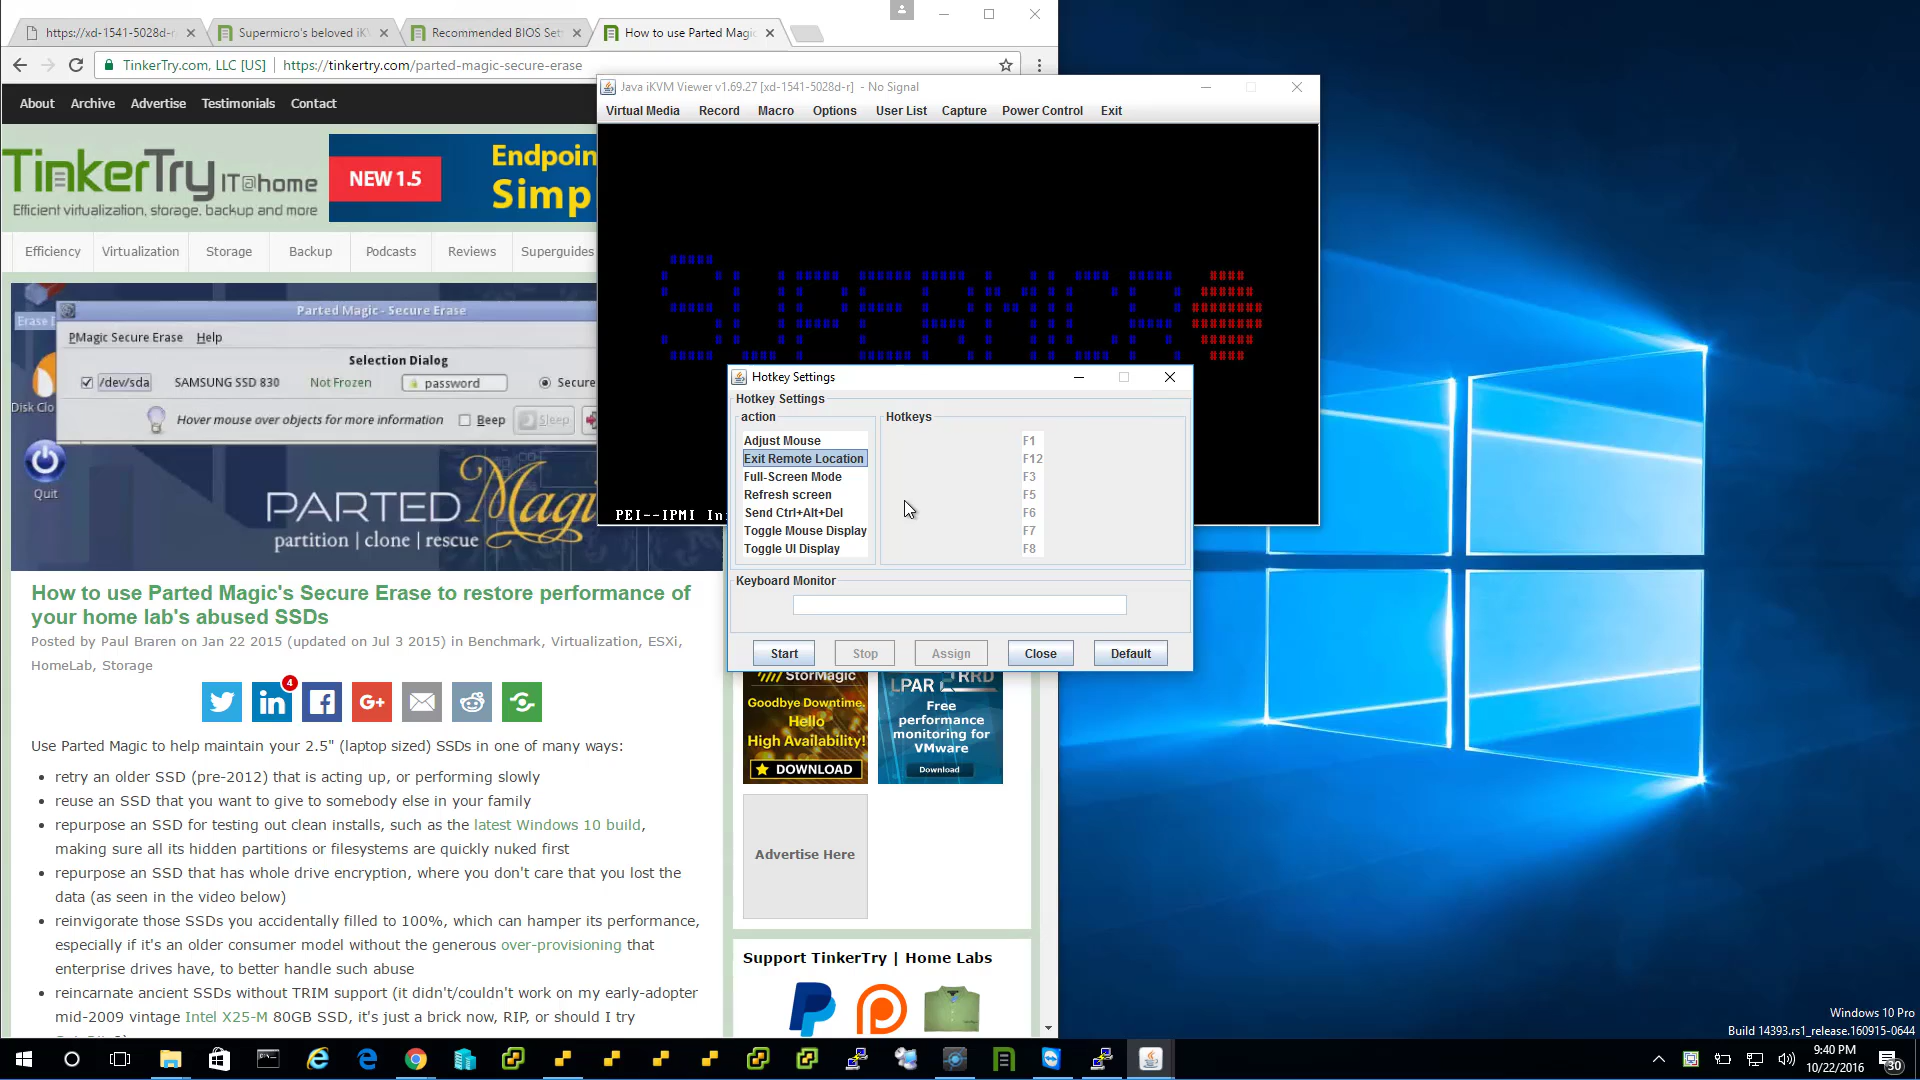 https://xd-1541-5028d-r
Supermicro's beloved iKV
Recommended BIOS Set
How to use Parted Magic
TinkerTry.com, LLC [US]
https://tinkertry.com/parted-magic-secure-erase
About
Archive
Advertise
Testimonials
Contact
TinkerTry IT@home
Efficient virtualization, storage, backup and more
NEW 1.5
Endpoin
Simp
Efficiency
Virtualization
Storage
Backup
Podcasts
Reviews
Superguides
Parted Magic - Secure Erase
PMagic Secure Erase
Help
Selection Dialog
/dev/sda
SAMSUNG SSD 830
Not Frozen
password
Secure
Hover mouse over objects for more information
Beep
Sleep
Disk Clo
Quit
PARTED Magi
partition | clone | rescue
How to use Parted Magic's Secure Erase to restore performance of
your home lab's abused SSDs
Posted by Paul Braren on Jan 22 2015 (updated on Jul 3 2015) in Benchmark, Virtualization, ESXi,
HomeLab, Storage
4
Use Parted Magic to help maintain your 2.5" (laptop sized) SSDs in one of many ways:
retry an older SSD (pre-2012) that is acting up, or performing slowly
reuse an SSD that you want to give to somebody else in your family
repurpose an SSD for testing out clean installs, such as the latest Windows 10 build,
making sure all its hidden partitions or filesystems are quickly nuked first
repurpose an SSD that has whole drive encryption, where you don't care that you lost the
data (as seen in the video below)
reinvigorate those SSDs you accidentally filled to 100%, which can hamper its performance,
especially if it's an older consumer model without the generous over-provisioning that
enterprise drives have, to better handle such abuse
reincarnate ancient SSDs without TRIM support (it didn't/couldn't work on my early-adopter
mid-2009 vintage Intel X25-M 80GB SSD, it's just a brick now, RIP, or should I try
Java iKVM Viewer v1.69.27 [xd-1541-5028d-r] - No Signal
Virtual Media
Record
Macro
Options
User List
Capture
Power Control
Exit
SUPERMICR
PEI--IPMI In
Hotkey Settings
Hotkey Settings
action
Hotkeys
Adjust Mouse
F1
Exit Remote Location
F12
Full-Screen Mode
F3
Refresh screen
F5
Send Ctrl+Alt+Del
F6
Toggle Mouse Display
F7
Toggle UI Display
F8
Keyboard Monitor
Start
Stop
Assign
Close
Default
StorMagic
Goodbye Downtime.
Hello
High Availability!
DOWNLOAD
LPAR 2RRD
Free
performance
monitoring for
VMware
Download
Advertise Here
Support TinkerTry | Home Labs
Windows 10 Pro
Build 14393.rs1_release.160915-0644
9:40 PM
10/22/2016
30